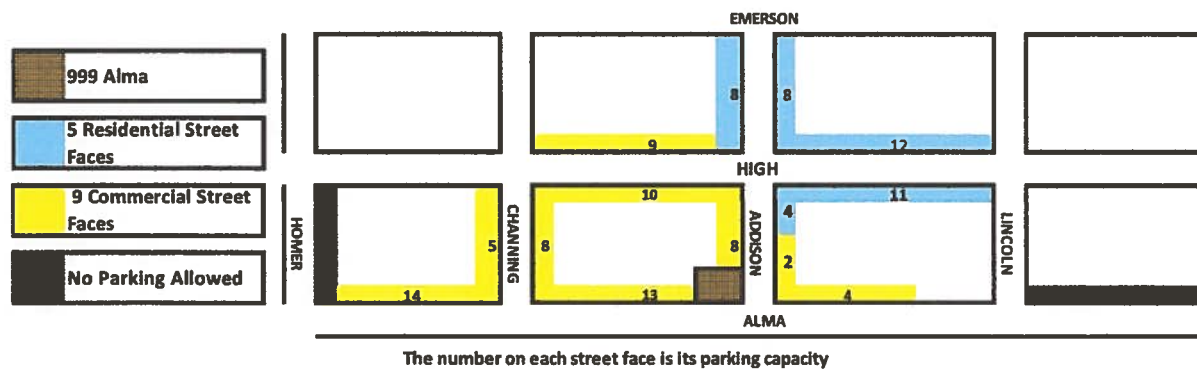 EMERSON
999 Alma
5 Residential Street
Faces
8
8
9
12
HIGH
9 Commercial Street
Faces
HOMER
CHANNING
10
ADDISON
11
LINCOLN
4
5
8
8
2
No Parking Allowed
14
13
4
ALMA
The number on each street face is its parking capacity